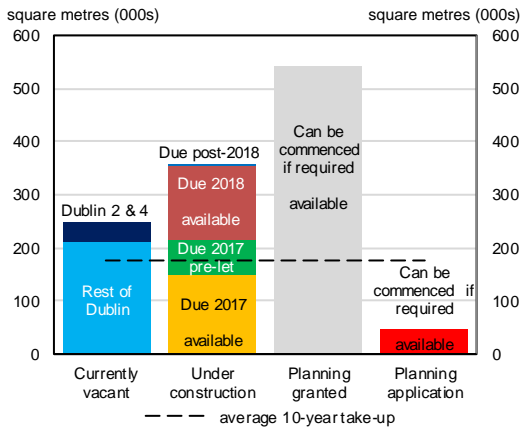 square metres (000s)
square metres (000s)
600
600
500
500
400
400
300
300
200
200
100
100
0
0
Dublin 2 & 4
Rest of
Dublin
Due post-2018
Due 2018
available
Due 2017
pre-let
Due 2017
available
Can be
commenced
if required
available
Can be
commenced if
required
available
Currently
vacant
Under
construction
Planning
granted
Planning
application
average 10-year take-up